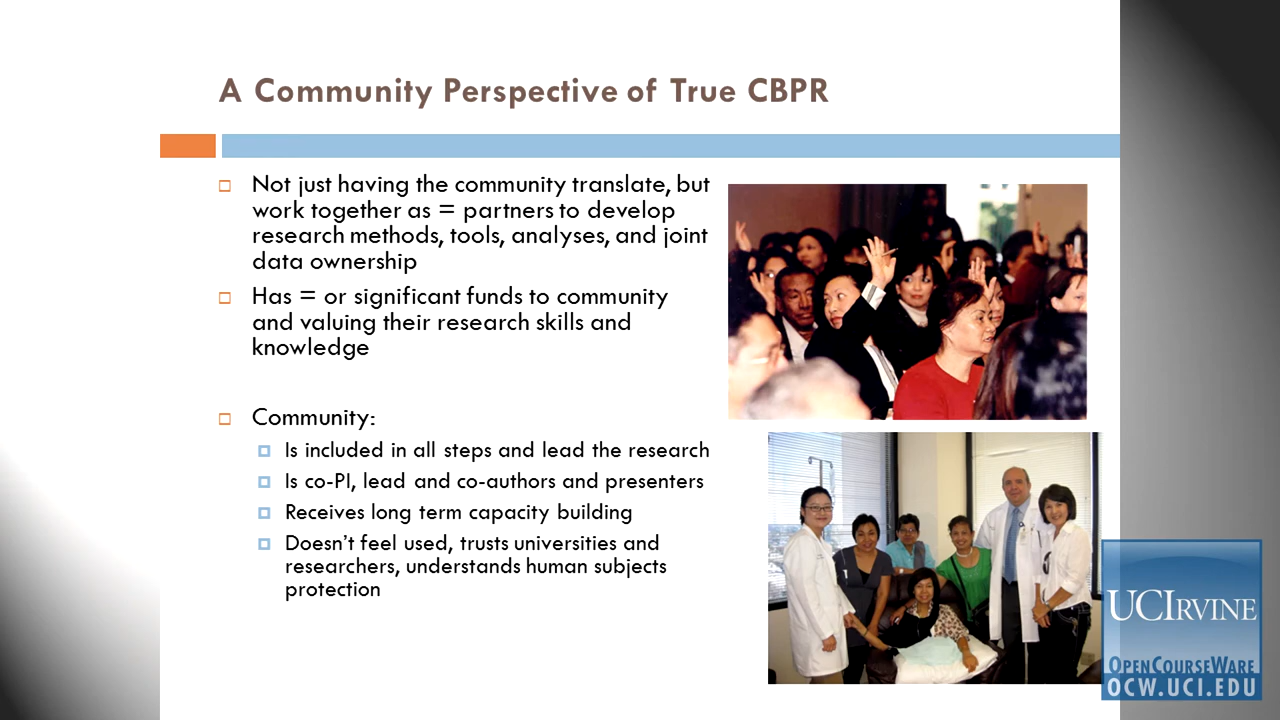 A Community Perspective of True CBPR
Not just having the community translate, but
work together as = partners to develop
research methods, tools, analyses, and joint
data ownership
Has = or significant funds to community
and valuing their research skills and
knowledge
Community:
Is included in all steps and lead the research
Is co-PI, lead and co-authors and presenters
Receives long term capacity building
Doesn't feel used, trusts universities and
researchers, understands human subjects
protection
UCIRVINE
OPENCOURSEWARE
OCW.UCI.EDU